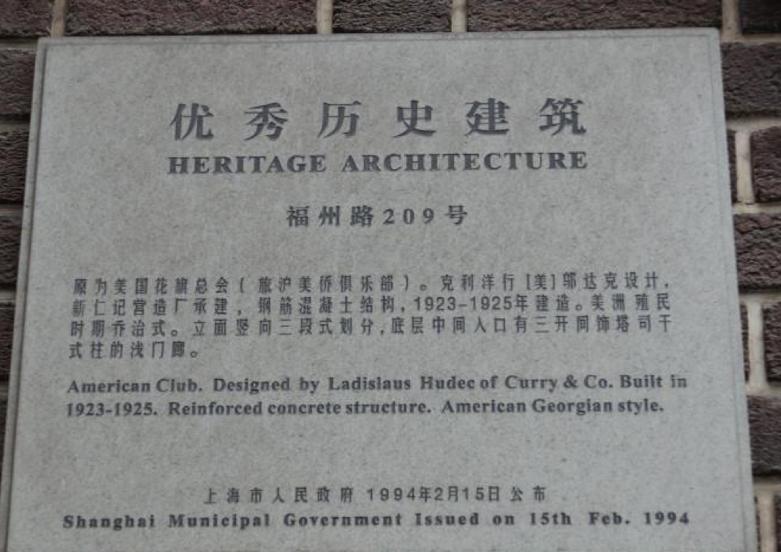 优秀历史建筑
HERITAGE ARCHITECTURE
福州路209号
原为美国花旗总会（旅沪美侨俱乐部）。克利洋行[美]邬达克设计，
新仁记营造厂承建，钢筋混凝土结构，1923-1925年建造。美洲殖民
时期乔治式。立面竖向三段式划分，底层中间入口有三开间饰塔司干
式柱的浅门廊。
American Club. Designed by Ladislaus Hudec of Curry & Co. Built in
1923-1925. Reinforced concrete structure. American Georgian style.
上海市人民政府 1994年2月15日公布
Shanghai Municipal Government Issued on 15th Feb. 1994